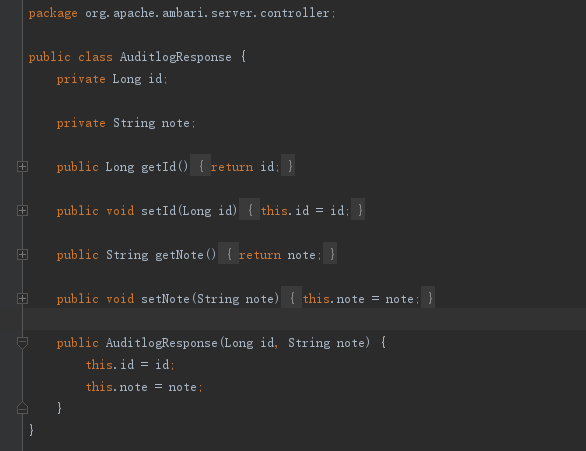 package org.apache.ambari.server.controller;
public class AuditlogResponse {
private Long id;
private String note;
public Long getId() { return id; }
public void setId(Long id) { this.id = id; }
public String getNote() { return note; }
public void setNote(String note) { this.note = note; }
public AuditlogResponse(Long id, String note) {
this.id = id;
this.note = note;
}
}